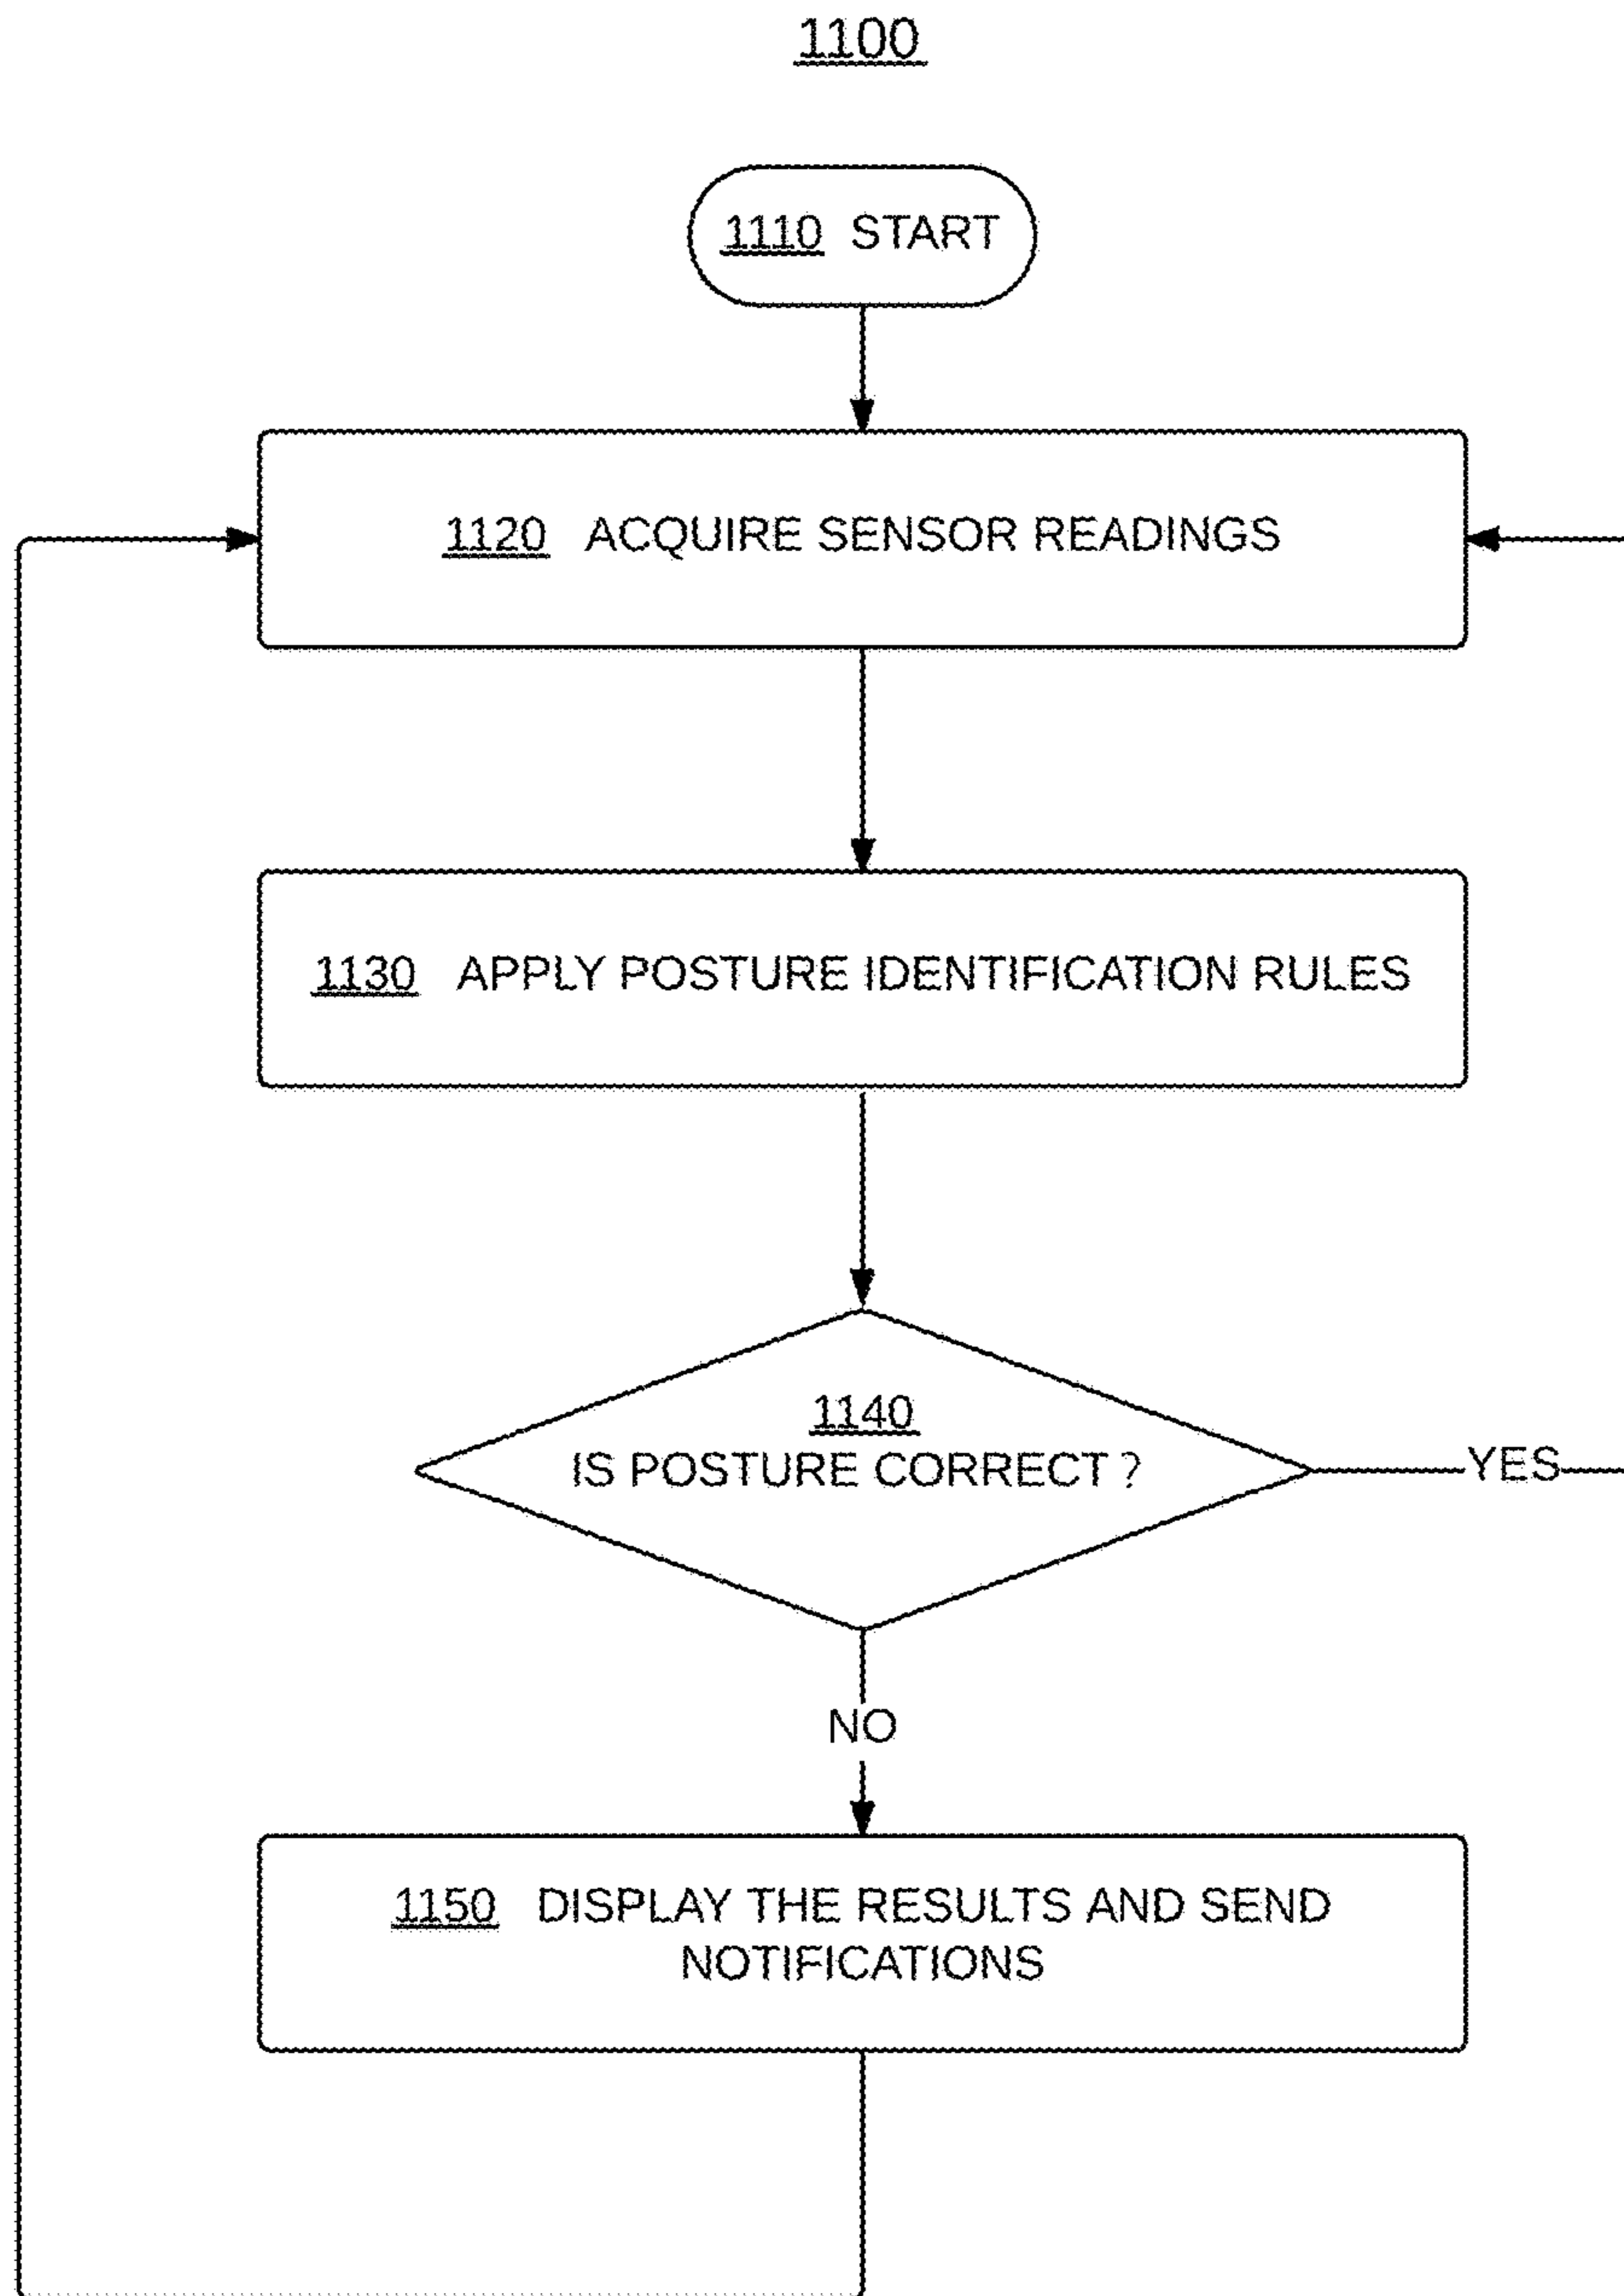 1100
1110 START
1120 ACQUIRE SENSOR READINGS
1130 APPLY POSTURE IDENTIFICATION RULES
1140
IS POSTURE CORRECT ?
YES
NO
1150 DISPLAY THE RESULTS AND SEND
NOTIFICATIONS